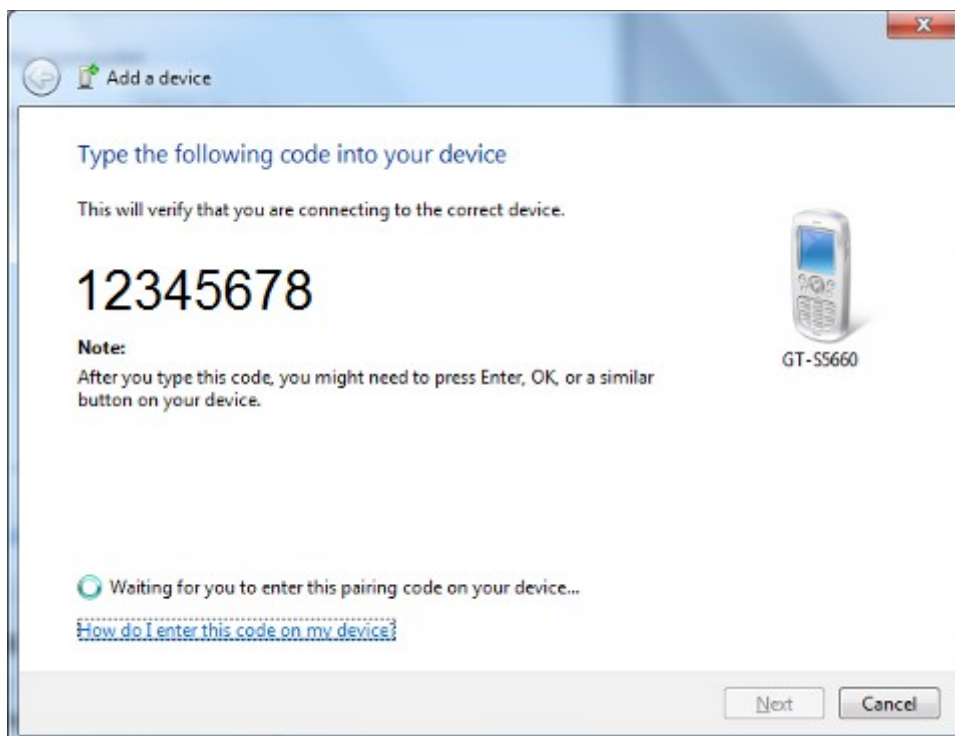 Add a device
Type the following code into your device
This will verify that you are connecting to the correct device.
12345678
Note:
After you type this code, you might need to press Enter, OK, or a similar
button on your device.
GT-S5660
Waiting for you to enter this pairing code on your device...
How do I enter this code on my device?
Next
Cancel